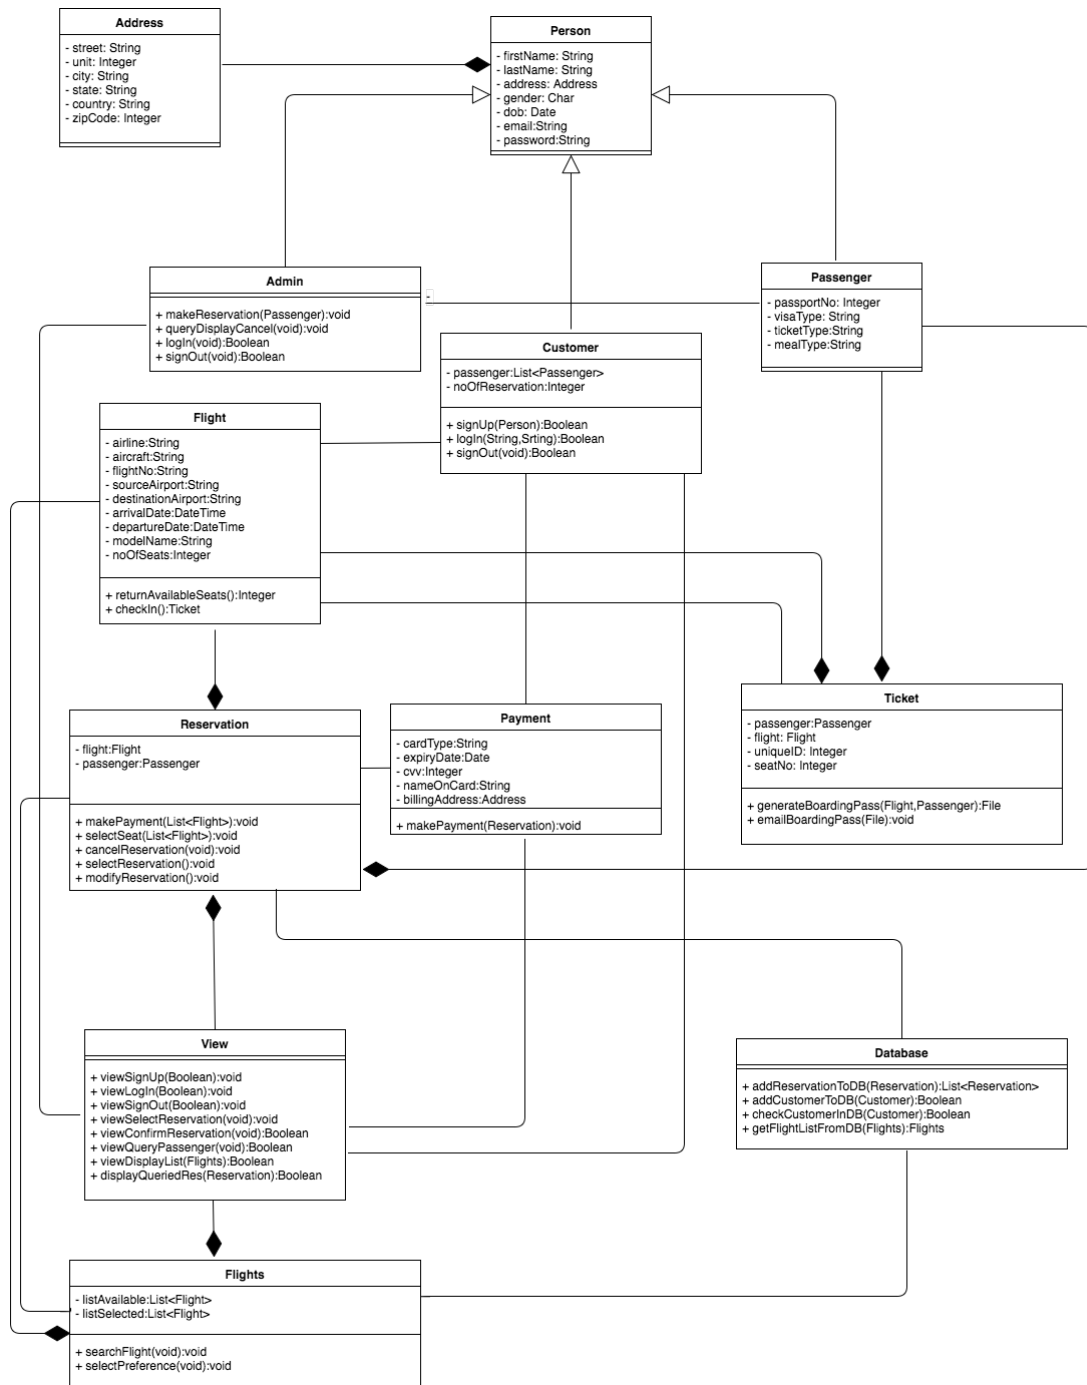 Address
- street: String
- unit: Integer
- city: String
- state: String
- country: String
- zipCode: Integer
Person
- firstName: String
- lastName: String
- address: Address
- gender: Char
- dob: Date
- email:String
- password:String
Admin
+ makeReservation(Passenger):void
+ queryDisplayCancel(void):void
+ logIn(void):Boolean
+ signOut(void):Boolean
-
Passenger
- passportNo: Integer
- visaType: String
- ticketType:String
- mealType:String
Customer
- passenger:List<Passenger>
- noOfReservation:Integer
+ signUp(Person):Boolean
+ logIn(String,Srting):Boolean
+ signOut(void):Boolean
Flight
- airline:String
- aircraft:String
- flightNo:String
- sourceAirport:String
- destinationAirport:String
- arrivalDate:DateTime
- departureDate:DateTime
- modelName:String
- noOfSeats:Integer
+ returnAvailableSeats():Integer
+ checkIn():Ticket
Reservation
- flight:Flight
- passenger:Passenger
+ makePayment(List<Flight>):void
+ selectSeat(List<Flight>):void
+ cancelReservation(void):void
+ selectReservation():void
+ modifyReservation():void
Payment
- cardType:String
- expiryDate:Date
- cvv:Integer
- nameOnCard:String
- billingAddress:Address
+ makePayment(Reservation):void
Ticket
- passenger:Passenger
- flight: Flight
- uniqueID: Integer
- seatNo: Integer
+ generateBoardingPass(Flight,Passenger):File
+ emailBoardingPass(File):void
View
+ viewSignUp(Boolean):void
+ viewLogIn(Boolean):void
+ viewSignOut(Boolean):void
+ viewSelectReservation(void):void
+ viewConfirmReservation(void):Boolean
+ viewQueryPassenger(void):Boolean
+ viewDisplayList(Flights):Boolean
+ displayQueriedRes(Reservation):Boolean
Database
+ addReservationToDB(Reservation):List<Reservation>
+ addCustomerToDB(Customer):Boolean
+ checkCustomerInDB(Customer):Boolean
+ getFlightListFromDB(Flights):Flights
Flights
- listAvailable:List<Flight>
- listSelected:List<Flight>
+ searchFlight(void):void
+ selectPreference(void):void